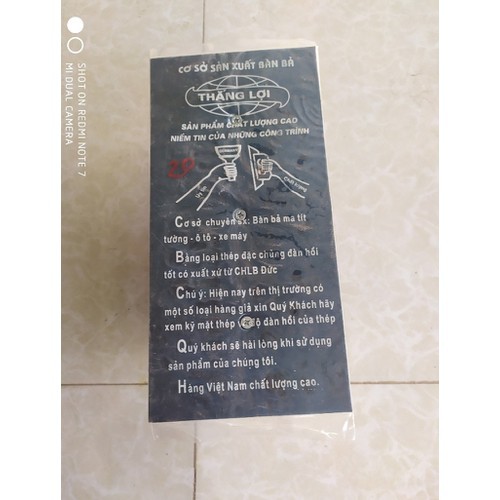 CƠ SỞ SẢN XUẤT BÀN BẢ
THẮNG LỢI
SẢN PHẨM CHẤT LƯỢNG CAO
NIỀM TIN CỦA NHỮNG CÔNG TRÌNH
Chất lượng
Cơ sở chuyên sx: Bàn bả ma tít
tường - ô tô - xe máy
Bằng loại thép đặc chủng đàn hồi
tốt có xuất xứ từ CHLB Đức
Chú ý: Hiện nay trên thị trường có
một số loại hàng giả xin Quý Khách hãy
xem kỹ mặt thép độ đàn hồi của thép
Quý khách sẽ hài lòng khi sử dụng
sản phẩm của chúng tôi.
Hàng Việt Nam chất lượng cao.
SHOT ON REDMI NOTE 7
MI DUAL CAMERA